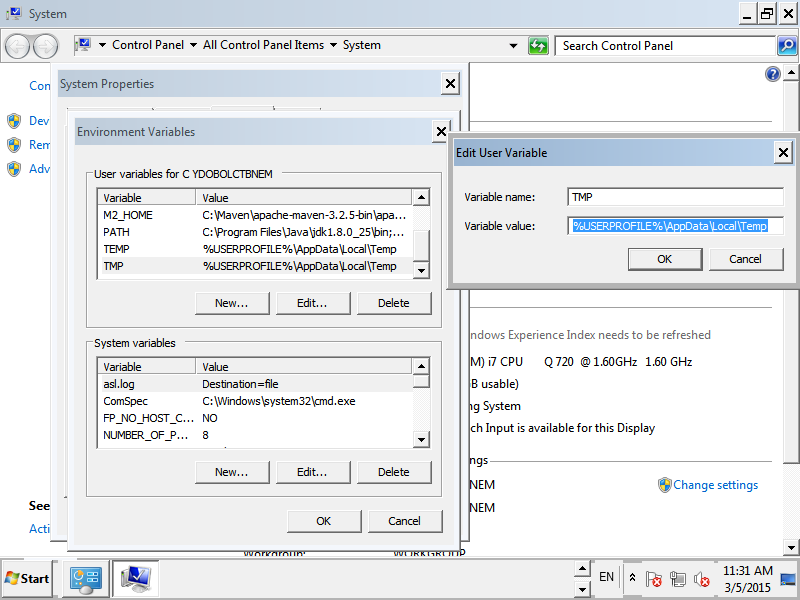 System
Control Panel
All Control Panel Items
System
Search Control Panel
System Properties
Environment Variables
User variables for C YDOBOLCTBNEM
Variable Value
M2_HOME C:\Maven\apache-maven-3.2.5-bin\apa...
PATH C:\Program Files\Java\jdk1.8.0_25\bin;...
TEMP %USERPROFILE%\AppData\Local\Temp
TMP %USERPROFILE%\AppData\Local\Temp
New... Edit... Delete
System variables
Variable Value
asl.log Destination=file
ComSpec C:\Windows\system32\cmd.exe
FP_NO_HOST_C... NO
NUMBER_OF_P... 8
New... Edit... Delete
OK Cancel
Edit User Variable
Variable name: TMP
Variable value: %USERPROFILE%\AppData\Local\Temp
OK Cancel
Con
Dev
Rem
Adv
See
Acti
ndows Experience Index needs to be refreshed
M) i7 CPU Q 720 @ 1.60GHz 1.60 GHz
B usable)
ng System
ch Input is available for this Display
ngs
NEM
Change settings
NEM
Workgroup: WORKGROUP
Start
EN
11:31 AM
3/5/2015